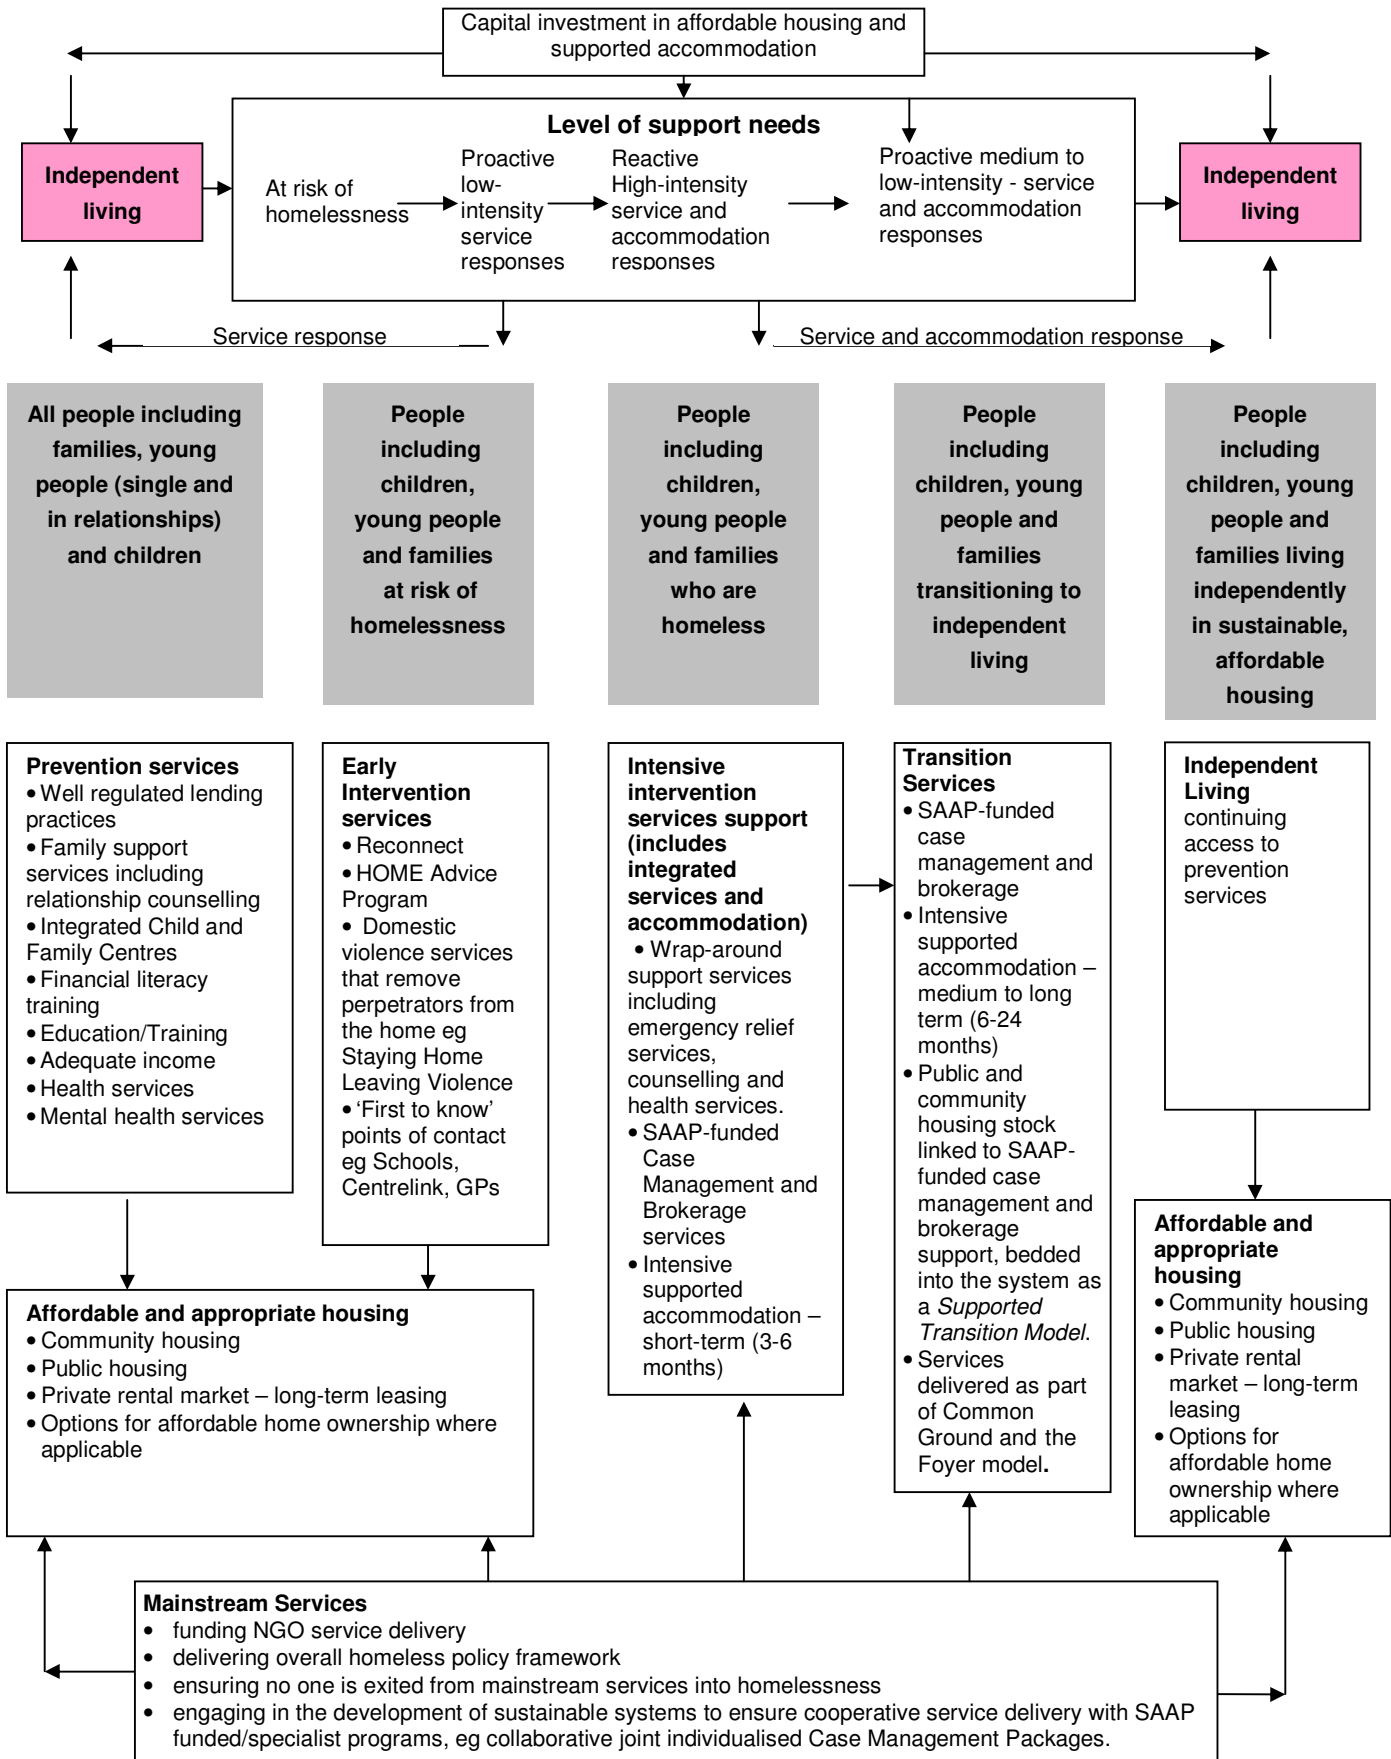 Capital investment in affordable housing and
supported accommodation
Level of support needs
Independent
living
At risk of
homelessness
Proactive
low-
intensity
service
responses
Reactive
High-intensity
service and
accommodation
responses
Proactive medium to
low-intensity - service
and accommodation
responses
Independent
living
Service response
Service and accommodation response
All people including
families, young
people (single and
in relationships)
and children
People
including
children,
young people
and families
at risk of
homelessness
People
including
children,
young people
and families
who are
homeless
People
including
children, young
people and
families
transitioning to
independent
living
People
including
children, young
people and
families living
independently
in sustainable,
affordable
housing
Prevention services
• Well regulated lending
practices
• Family support
services including
relationship counselling
• Integrated Child and
Family Centres
• Financial literacy
training
• Education/Training
• Adequate income
• Health services
• Mental health services
Early
Intervention
services
• Reconnect
• HOME Advice
Program
• Domestic
violence services
that remove
perpetrators from
the home eg
Staying Home
Leaving Violence
• ‘First to know’
points of contact
eg Schools,
Centrelink, GPs
Intensive
intervention
services support
(includes
integrated
services and
accommodation)
• Wrap-around
support services
including
emergency relief
services,
counselling and
health services.
• SAAP-funded
Case
Management and
Brokerage
services
• Intensive
supported
accommodation –
short-term (3-6
months)
Transition
Services
• SAAP-funded
case
management and
brokerage
• Intensive
supported
accommodation –
medium to long
term (6-24
months)
• Public and
community
housing stock
linked to SAAP-
funded case
management and
brokerage
support, bedded
into the system as
a Supported
Transition Model.
• Services
delivered as part
of Common
Ground and the
Foyer model.
Independent
Living
continuing
access to
prevention
services
Affordable and appropriate housing
• Community housing
• Public housing
• Private rental market – long-term leasing
• Options for affordable home ownership where
applicable
Affordable and
appropriate
housing
• Community housing
• Public housing
• Private rental
market – long-term
leasing
• Options for
affordable home
ownership where
applicable
Mainstream Services
• funding NGO service delivery
• delivering overall homeless policy framework
• ensuring no one is exited from mainstream services into homelessness
• engaging in the development of sustainable systems to ensure cooperative service delivery with SAAP
funded/specialist programs, eg collaborative joint individualised Case Management Packages.